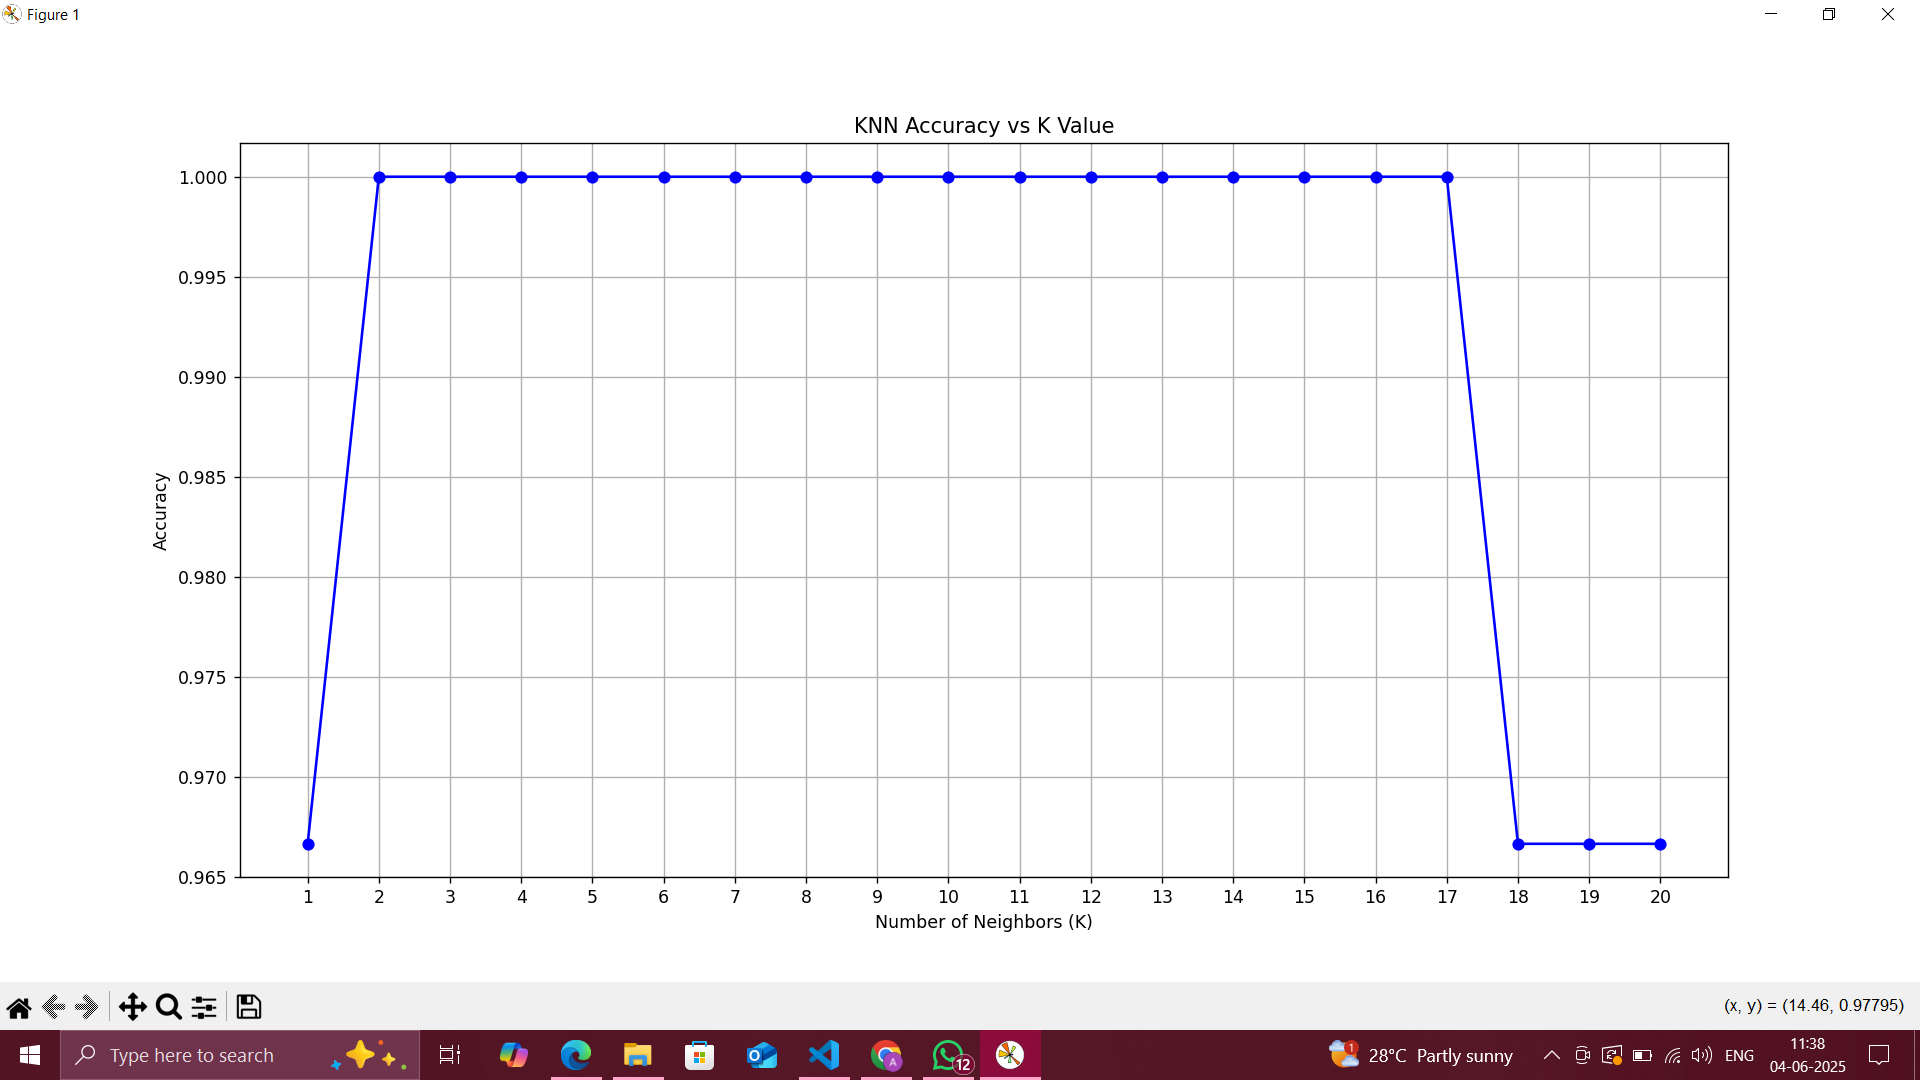 Figure 1
KNN Accuracy vs K Value
1.000
0.995
0.990
0.985
0.980
0.975
0.970
0.965
Accuracy
1 2 3 4 5 6 7 8 9 10 11 12 13 14 15 16 17 18 19 20
Number of Neighbors (K)
(x, y) = (14.46, 0.97795)
Type here to search
O
A
12
1
28°C Partly sunny
ENG
11:38
04-06-2025